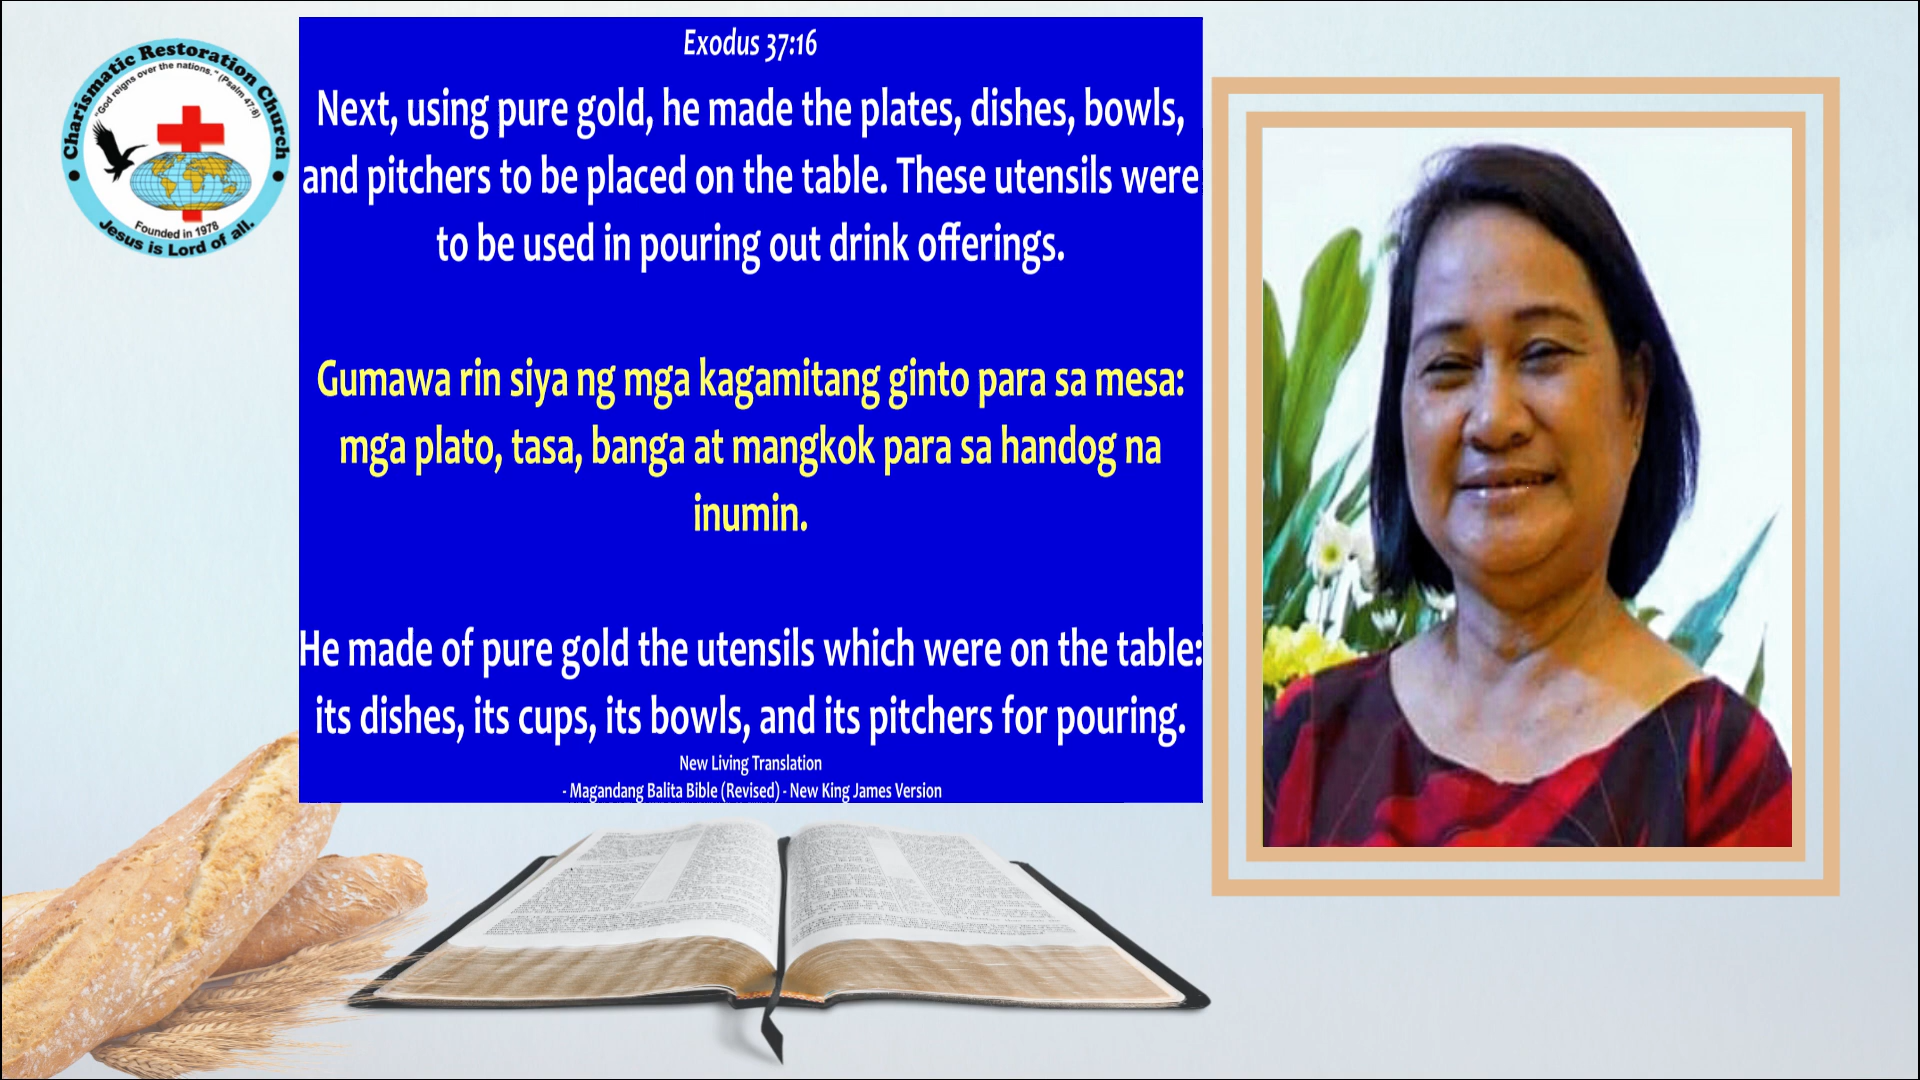 Charismatic Restoration Church
"God reigns over the nations." (Psalm 47:8)
Founded in 1978
Jesus is Lord of all.
Exodus 37:16
Next, using pure gold, he made the plates, dishes, bowls,
and pitchers to be placed on the table. These utensils were
to be used in pouring out drink offerings.
Gumawa rin siya ng mga kagamitang ginto para sa mesa:
mga plato, tasa, banga at mangkok para sa handog na
inumin.
He made of pure gold the utensils which were on the table:
its dishes, its cups, its bowls, and its pitchers for pouring.
New Living Translation
- Magandang Balita Bible (Revised) - New King James Version